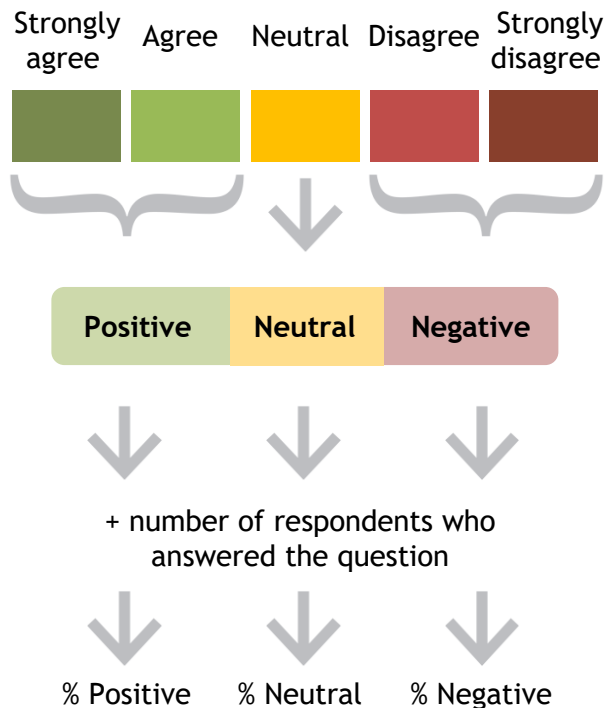 Strongly agree
Agree
Neutral
Disagree
Strongly disagree
Positive
Neutral
Negative
+ number of respondents who
answered the question
% Positive
% Neutral
% Negative